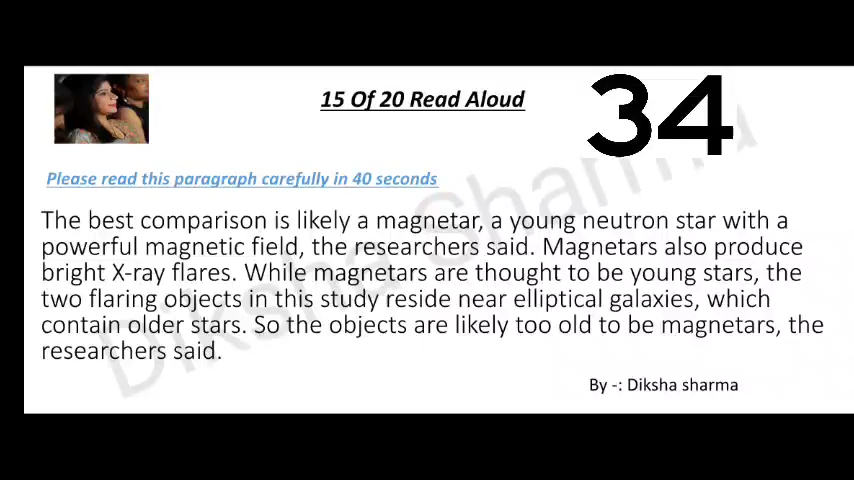 15 Of 20 Read Aloud
34
Please read this paragraph carefully in 40 seconds
The best comparison is likely a magnetar, a young neutron star with a
powerful magnetic field, the researchers said. Magnetars also produce
bright X-ray flares. While magnetars are thought to be young stars, the
two flaring objects in this study reside near elliptical galaxies, which
contain older stars. So the objects are likely too old to be magnetars, the
researchers said.
By -: Diksha sharma
Diksha Sharma